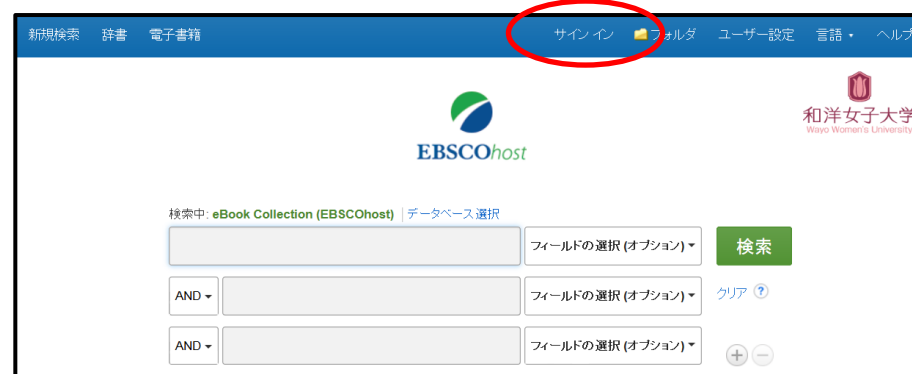 新規検索 辞書 電子書籍 サイン イン フォルダ ユーザー設定 言語 ヘルプ
和洋女子大学
Wayo Women's University
EBSCOhost
検索中: eBook Collection (EBSCOhost) データベース選択
フィールドの選択 (オプション) 検索
AND フィールドの選択 (オプション) クリア ?
AND フィールドの選択 (オプション)